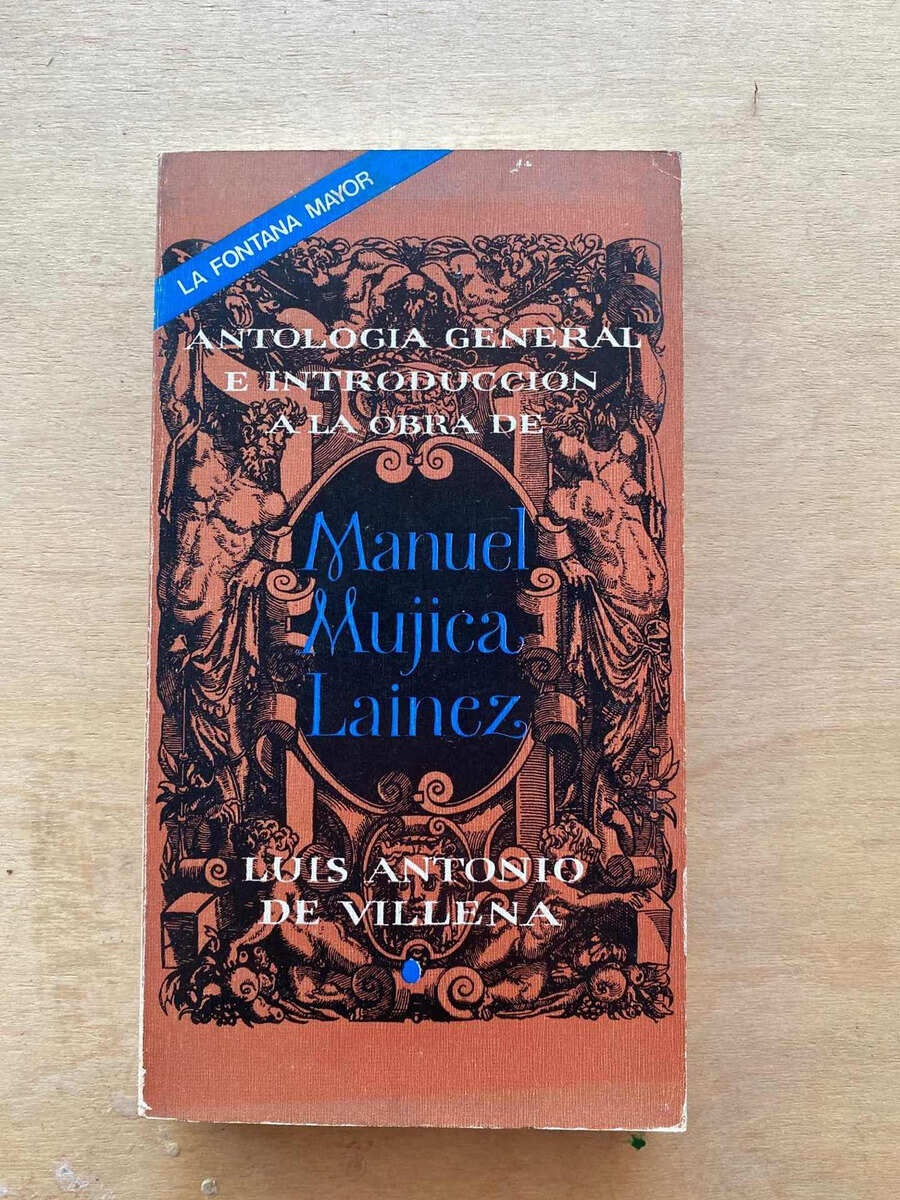 LA FONTANA MAYOR
ANTOLOGIA GENERAL
E INTRODUCCION
A LA OBRA DE
Manuel
Mujica
Lainez
LUIS ANTONIO
DE VILLENA